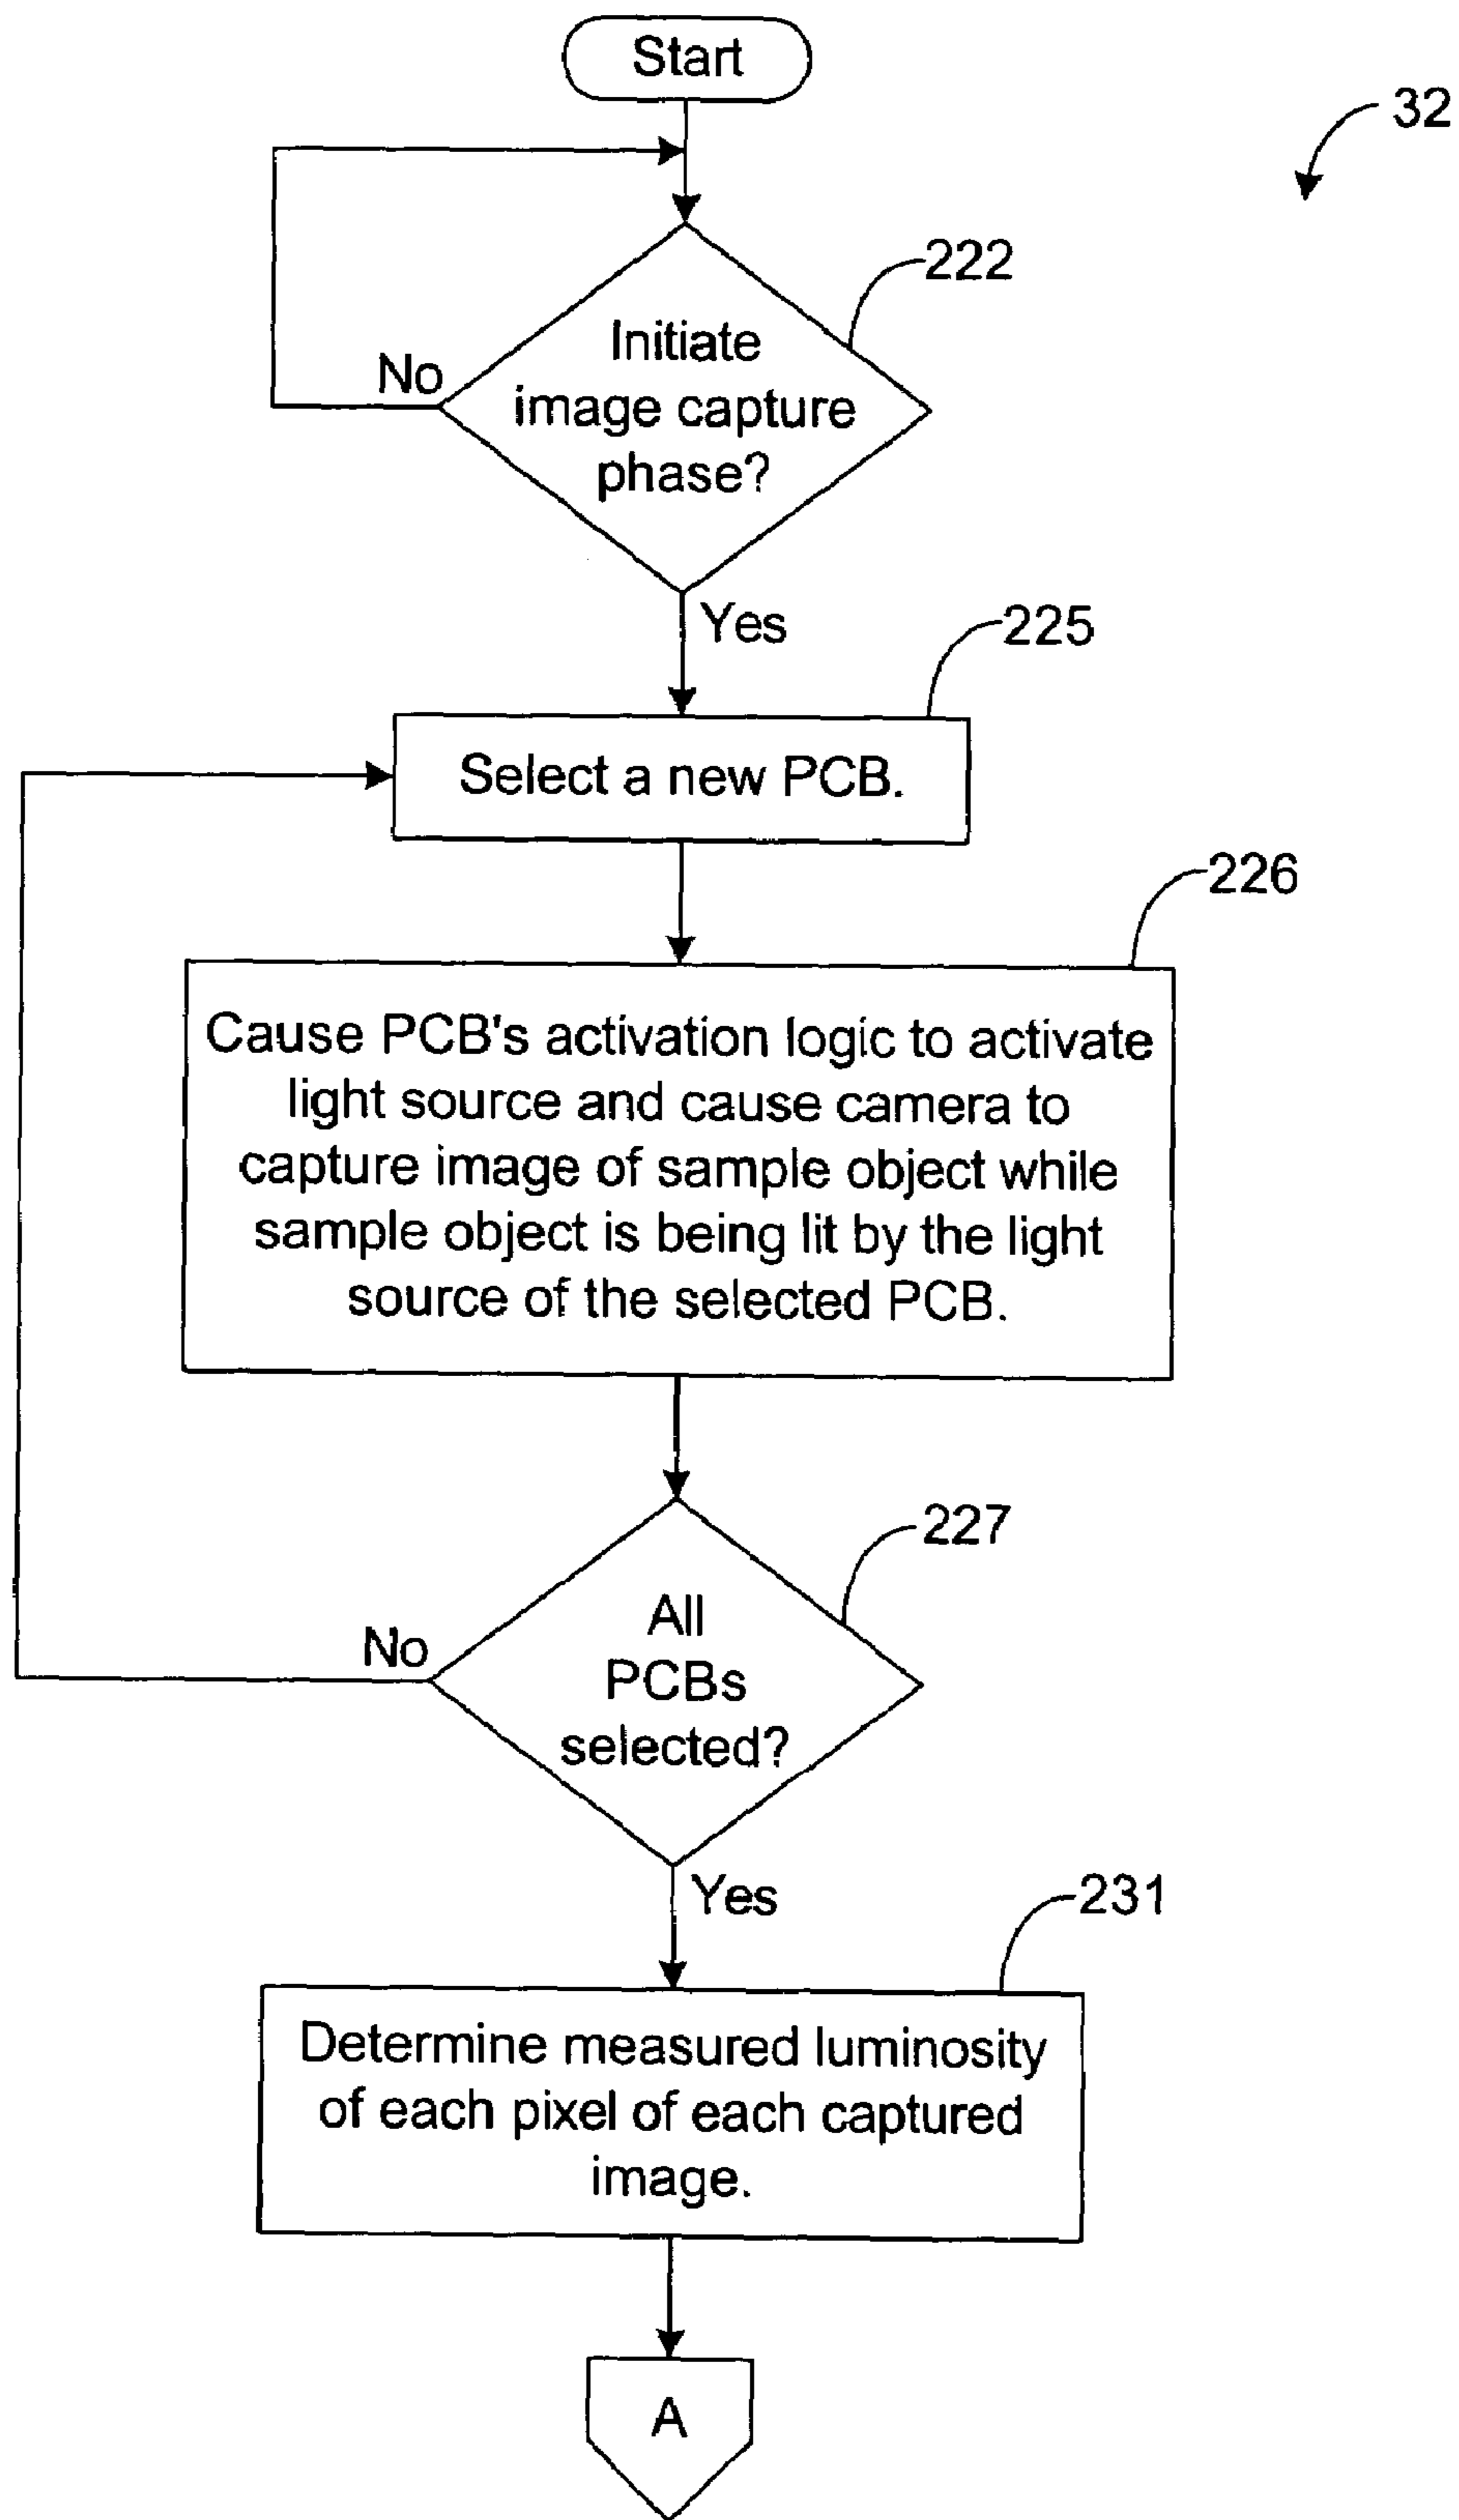 Start
32
222
Initiate
image capture
phase?
No
Yes
225
Select a new PCB.
226
Cause PCB's activation logic to activate
light source and cause camera to
capture image of sample object while
sample object is being lit by the light
source of the selected PCB.
227
All
PCBs
selected?
No
Yes
231
Determine measured luminosity
of each pixel of each captured
image.
A